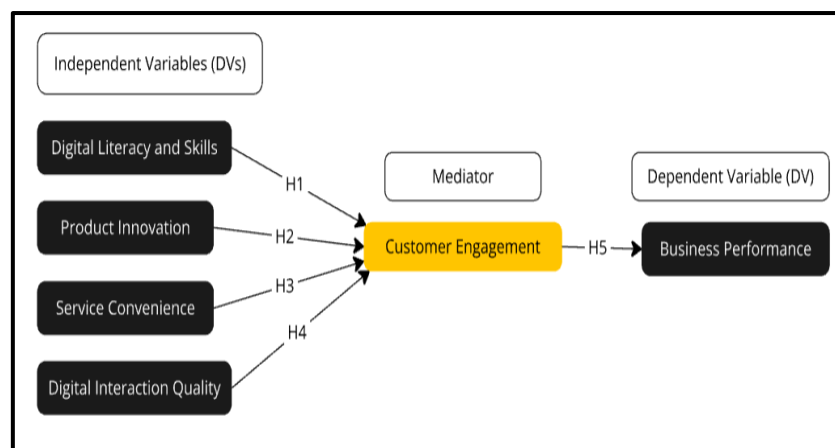 Independent Variables (DVs)
Digital Literacy and Skills
H1
Mediator
Dependent Variable (DV)
Product Innovation
H2
Customer Engagement
H5
Business Performance
Service Convenience
H3
H4
Digital Interaction Quality